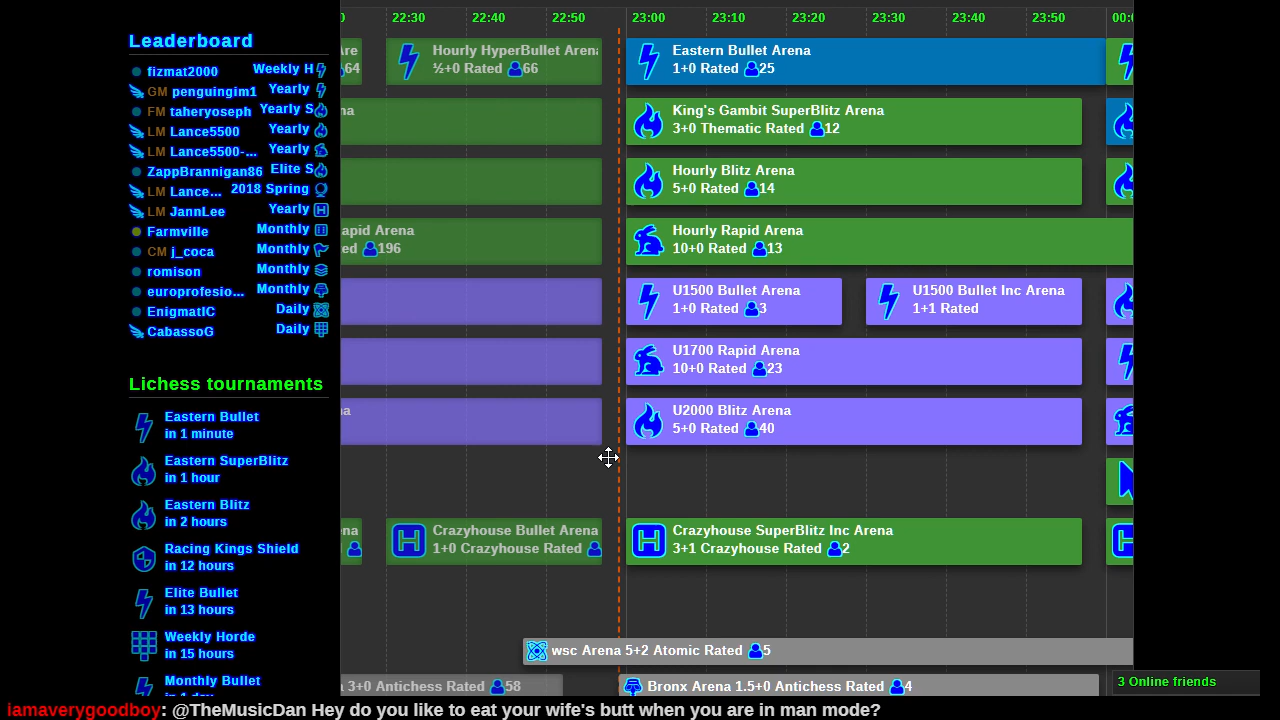 Leaderboard
fizmat2000 Weekly H
GM penguingim1 Yearly
FM taheryoseph Yearly S
LM Lance5500 Yearly
LM Lance5500-... Yearly
ZappBrannigan86 Elite S
LM Lance... 2018 Spring
LM JannLee Yearly
Farmville Monthly
CM j_coca Monthly
romison Monthly
europrofesio... Monthly
EnigmatIC Daily
CabassoG Daily
Lichess tournaments
Eastern Bullet
in 1 minute
Eastern SuperBlitz
in 1 hour
Eastern Blitz
in 2 hours
Racing Kings Shield
in 12 hours
Elite Bullet
in 13 hours
Weekly Horde
in 15 hours
Monthly Bullet
in 1 day
0 22:30 22:40 22:50 23:00 23:10 23:20 23:30 23:40 23:50 00:0
Are
64
Hourly HyperBullet Arena
½+0 Rated 66
Eastern Bullet Arena
1+0 Rated 25
na
King's Gambit SuperBlitz Arena
3+0 Thematic Rated 12
Hourly Blitz Arena
5+0 Rated 14
apid Arena
ed 196
Hourly Rapid Arena
10+0 Rated 13
U1500 Bullet Arena
1+0 Rated 3
U1500 Bullet Inc Arena
1+1 Rated
U1700 Rapid Arena
10+0 Rated 23
na
U2000 Blitz Arena
5+0 Rated 40
ena
Crazyhouse Bullet Arena
1+0 Crazyhouse Rated
Crazyhouse SuperBlitz Inc Arena
3+1 Crazyhouse Rated 2
wsc Arena 5+2 Atomic Rated 5
a 3+0 Antichess Rated 58
Bronx Arena 1.5+0 Antichess Rated 4
3 Online friends
iamaverygoodboy: @TheMusicDan Hey do you like to eat your wife's butt when you are in man mode?